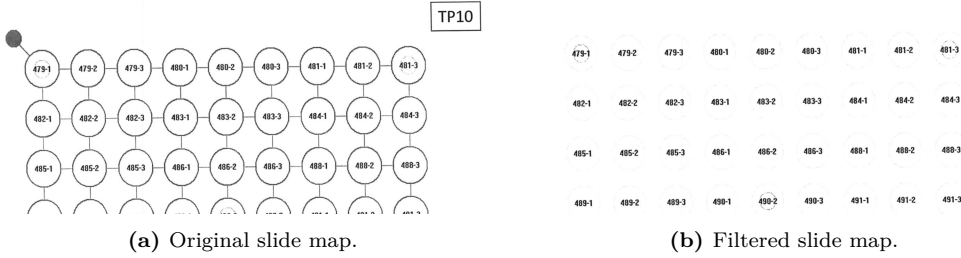 TP10
479-1 479-2 479-3 480-1 480-2 480-3 481-1 481-2 481-3
482-1 482-2 482-3 483-1 483-2 483-3 484-1 484-2 484-3
485-1 485-2 485-3 486-1 486-2 486-3 488-1 488-2 488-3
(a) Original slide map.
479-1 479-2 479-3 480-1 480-2 480-3 481-1 481-2 481-3
482-1 482-2 482-3 483-1 483-2 483-3 484-1 484-2 484-3
485-1 485-2 485-3 486-1 486-2 486-3 488-1 488-2 488-3
489-1 489-2 489-3 490-1 490-2 490-3 491-1 491-2 491-3
(b) Filtered slide map.